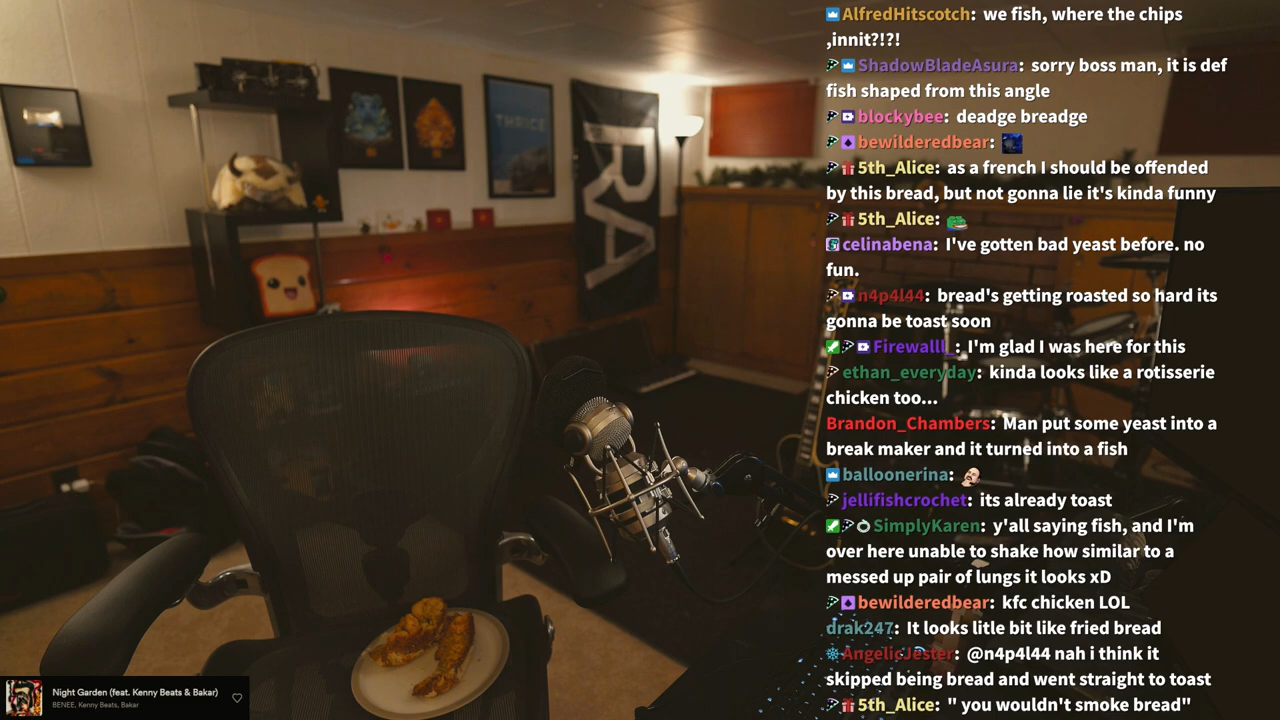 AlfredHitscotch: we fish, where the chips
,innit?!?!
ShadowBladeAsura: sorry boss man, it is def
fish shaped from this angle
blockybee: deadge breadge
bewilderedbear:
5th_Alice: as a french I should be offended
by this bread, but not gonna lie it's kinda funny
5th_Alice:
celinabena: I've gotten bad yeast before. no
fun.
n4p4l44: bread's getting roasted so hard its
gonna be toast soon
Firewalll_: I'm glad I was here for this
ethan_everyday: kinda looks like a rotisserie
chicken too...
Brandon_Chambers: Man put some yeast into a
break maker and it turned into a fish
balloonerina:
jellifishcrochet: its already toast
SimplyKaren: y'all saying fish, and I'm
over here unable to shake how similar to a
messed up pair of lungs it looks xD
bewilderedbear: kfc chicken LOL
drak247: It looks litle bit like fried bread
AngelicJester: @n4p4l44 nah i think it
skipped being bread and went straight to toast
5th_Alice: " you wouldn't smoke bread"
THRICE
RA
Night Garden (feat. Kenny Beats & Bakar)
BENEE, Kenny Beats, Bakar